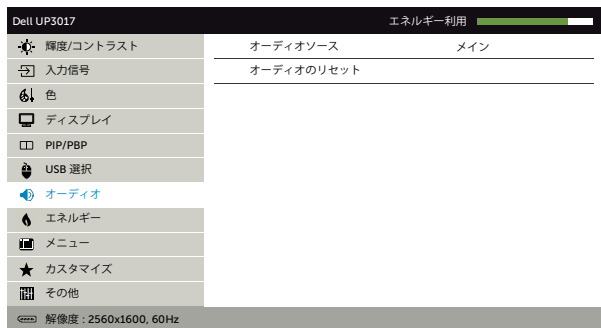 Dell UP3017 エネルギー利用
輝度/コントラスト オーディオソース メイン
入力信号 オーディオのリセット
色
ディスプレイ
PIP/PBP
USB 選択
オーディオ
エネルギー
メニュー
カスタマイズ
その他
解像度 : 2560x1600, 60Hz